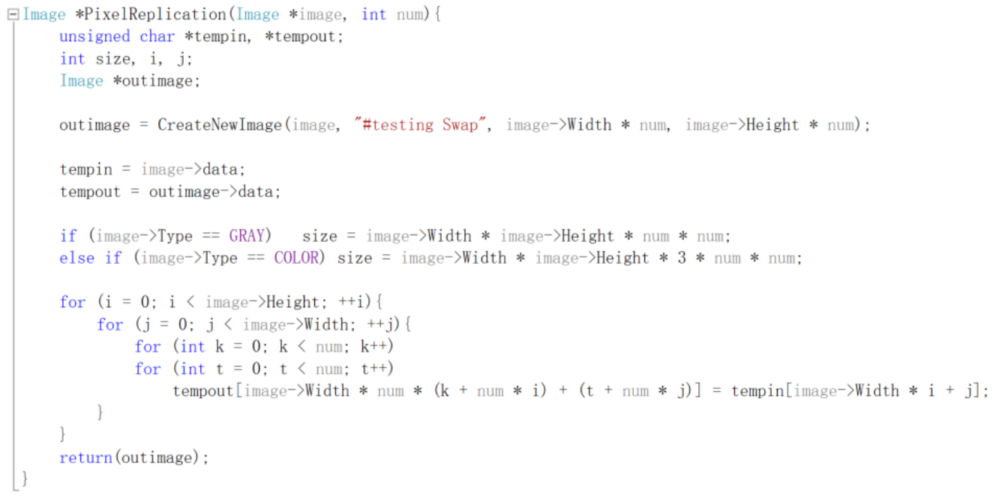 Image *PixelReplication(Image *image, int num){
    unsigned char *tempin, *tempout;
    int size, i, j;
    Image *outimage;

    outimage = CreateNewImage(image, "#testing Swap", image->Width * num, image->Height * num);

    tempin = image->data;
    tempout = outimage->data;

    if (image->Type == GRAY)   size = image->Width * image->Height * num * num;
    else if (image->Type == COLOR) size = image->Width * image->Height * 3 * num * num;

    for (i = 0; i < image->Height; ++i){
        for (j = 0; j < image->Width; ++j){
            for (int k = 0; k < num; k++)
            for (int t = 0; t < num; t++)
                tempout[image->Width * num * (k + num * i) + (t + num * j)] = tempin[image->Width * i + j];
        }
    }
    return(outimage);
}